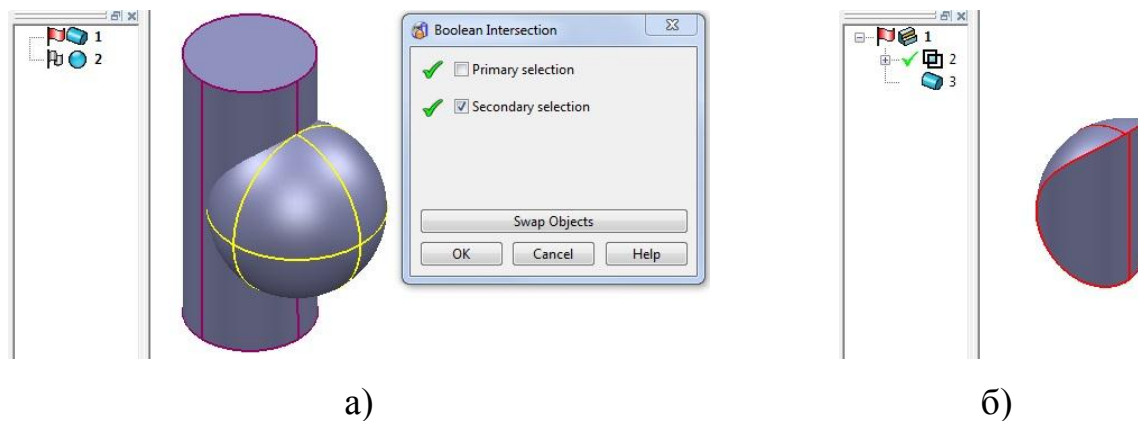 1
2
Boolean Intersection
Primary selection
Secondary selection
Swap Objects
OK Cancel Help
1
2
3
а)
б)